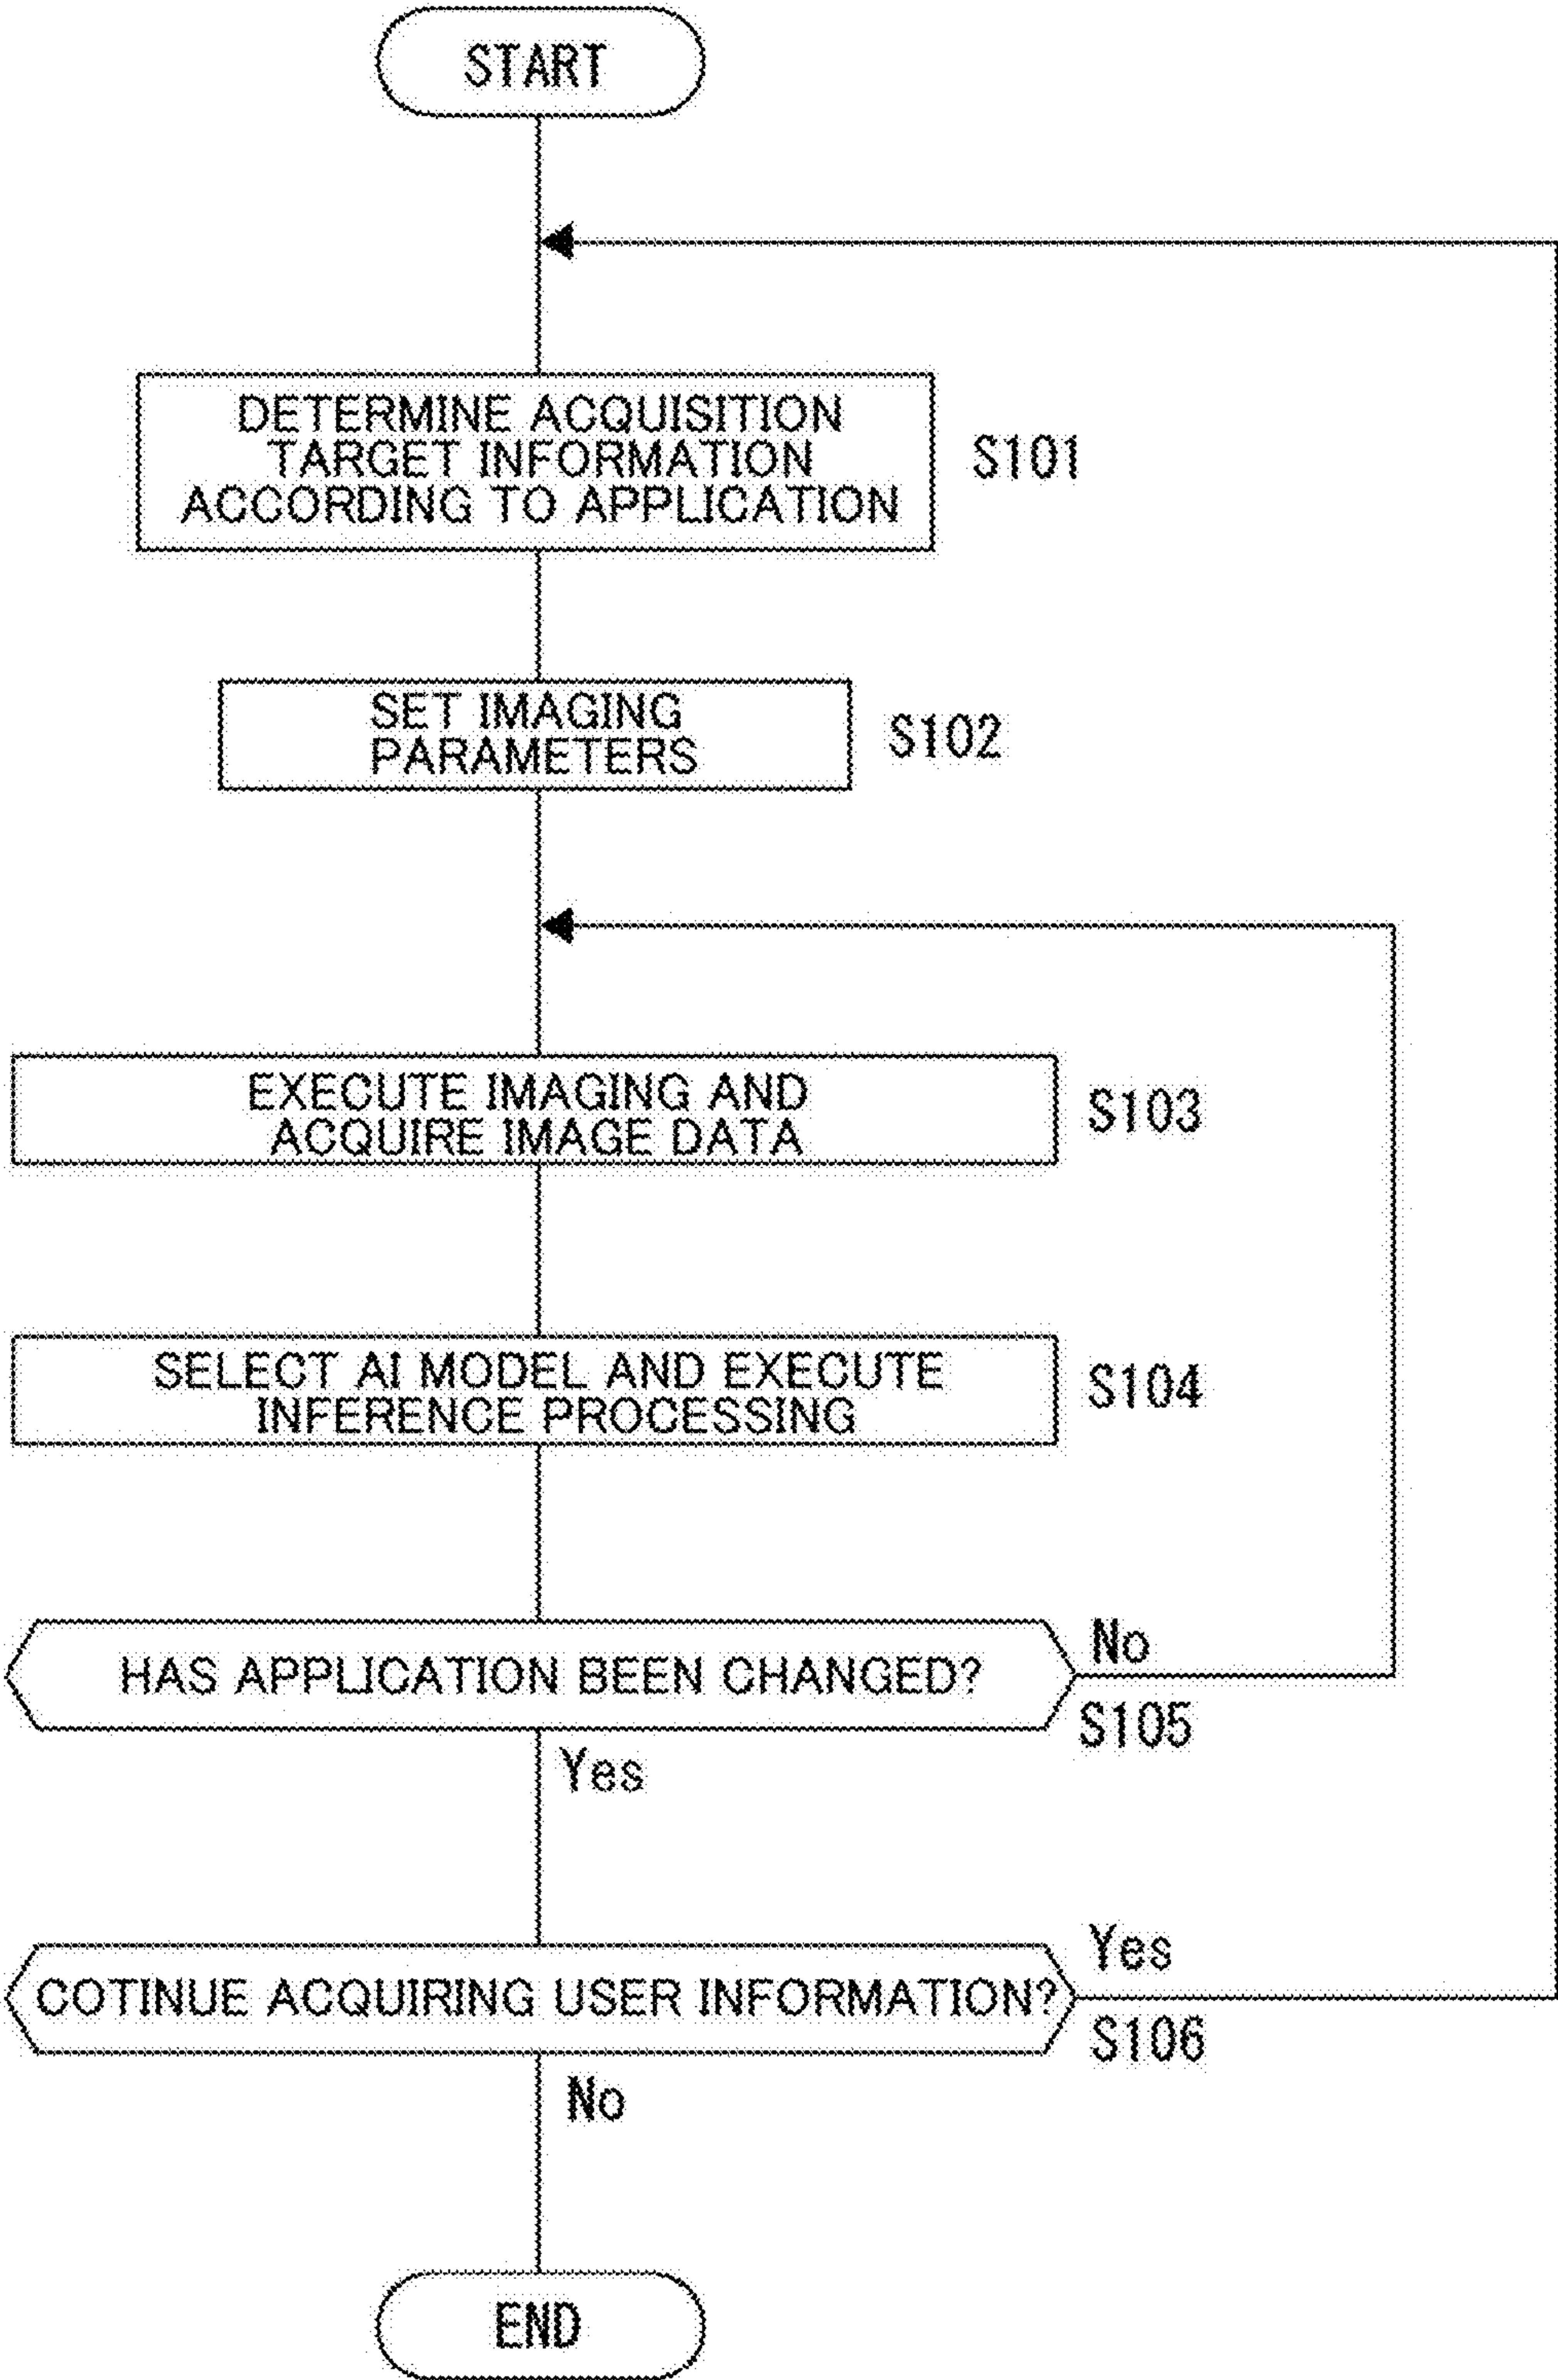 START
DETERMINE ACQUISITION
TARGET INFORMATION
ACCORDING TO APPLICATION
S101
SET IMAGING
PARAMETERS
S102
EXECUTE IMAGING AND
ACQUIRE IMAGE DATA
S103
SELECT AI MODEL AND EXECUTE
INFERENCE PROCESSING
S104
HAS APPLICATION BEEN CHANGED?
No
S105
Yes
COTINUE ACQUIRING USER INFORMATION?
Yes
S106
No
END